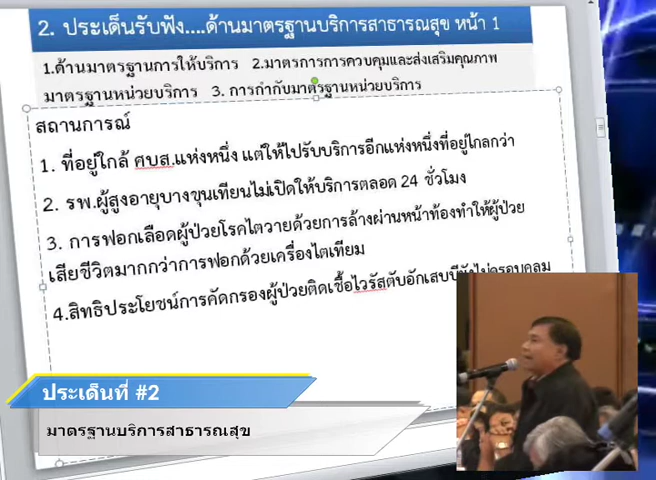 2. ประเด็นรับฟัง....ด้านมาตรฐานบริการสาธารณสุข หน้า 1
1.ด้านมาตรฐานการให้บริการ 2.มาตรการการควบคุมและส่งเสริมคุณภาพ
มาตรฐานหน่วยบริการ 3. การกำกับมาตรฐานหน่วยบริการ
สถานการณ์
1. ที่อยู่ใกล้ ศบส.แห่งหนึ่ง แต่ให้ไปรับบริการอีกแห่งหนึ่งที่อยู่ไกลกว่า
2. รพ.ผู้สูงอายุบางขุนเทียนไม่เปิดให้บริการตลอด 24 ชั่วโมง
3. การฟอกเลือดผู้ป่วยโรคไตวายด้วยการล้างผ่านหน้าท้องทำให้ผู้ป่วย
เสียชีวิตมากกว่าการฟอกด้วยเครื่องไตเทียม
4.สิทธิประโยชน์การคัดกรองผู้ป่วยติดเชื้อไวรัสตับอักเสบบียังไม่ครอบคลุม
ประเด็นที่ #2
มาตรฐานบริการสาธารณสุข